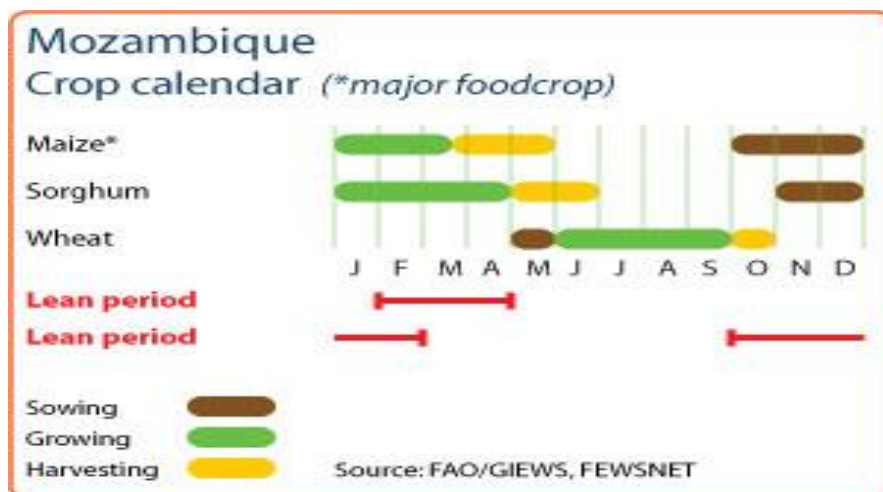 Mozambique
Crop calendar (*major foodcrop)
Maize*
Sorghum
Wheat
J F M A M J J A S O N D
Lean period
Lean period
Sowing
Growing
Harvesting
Source: FAO/GIEWS, FEWSNET